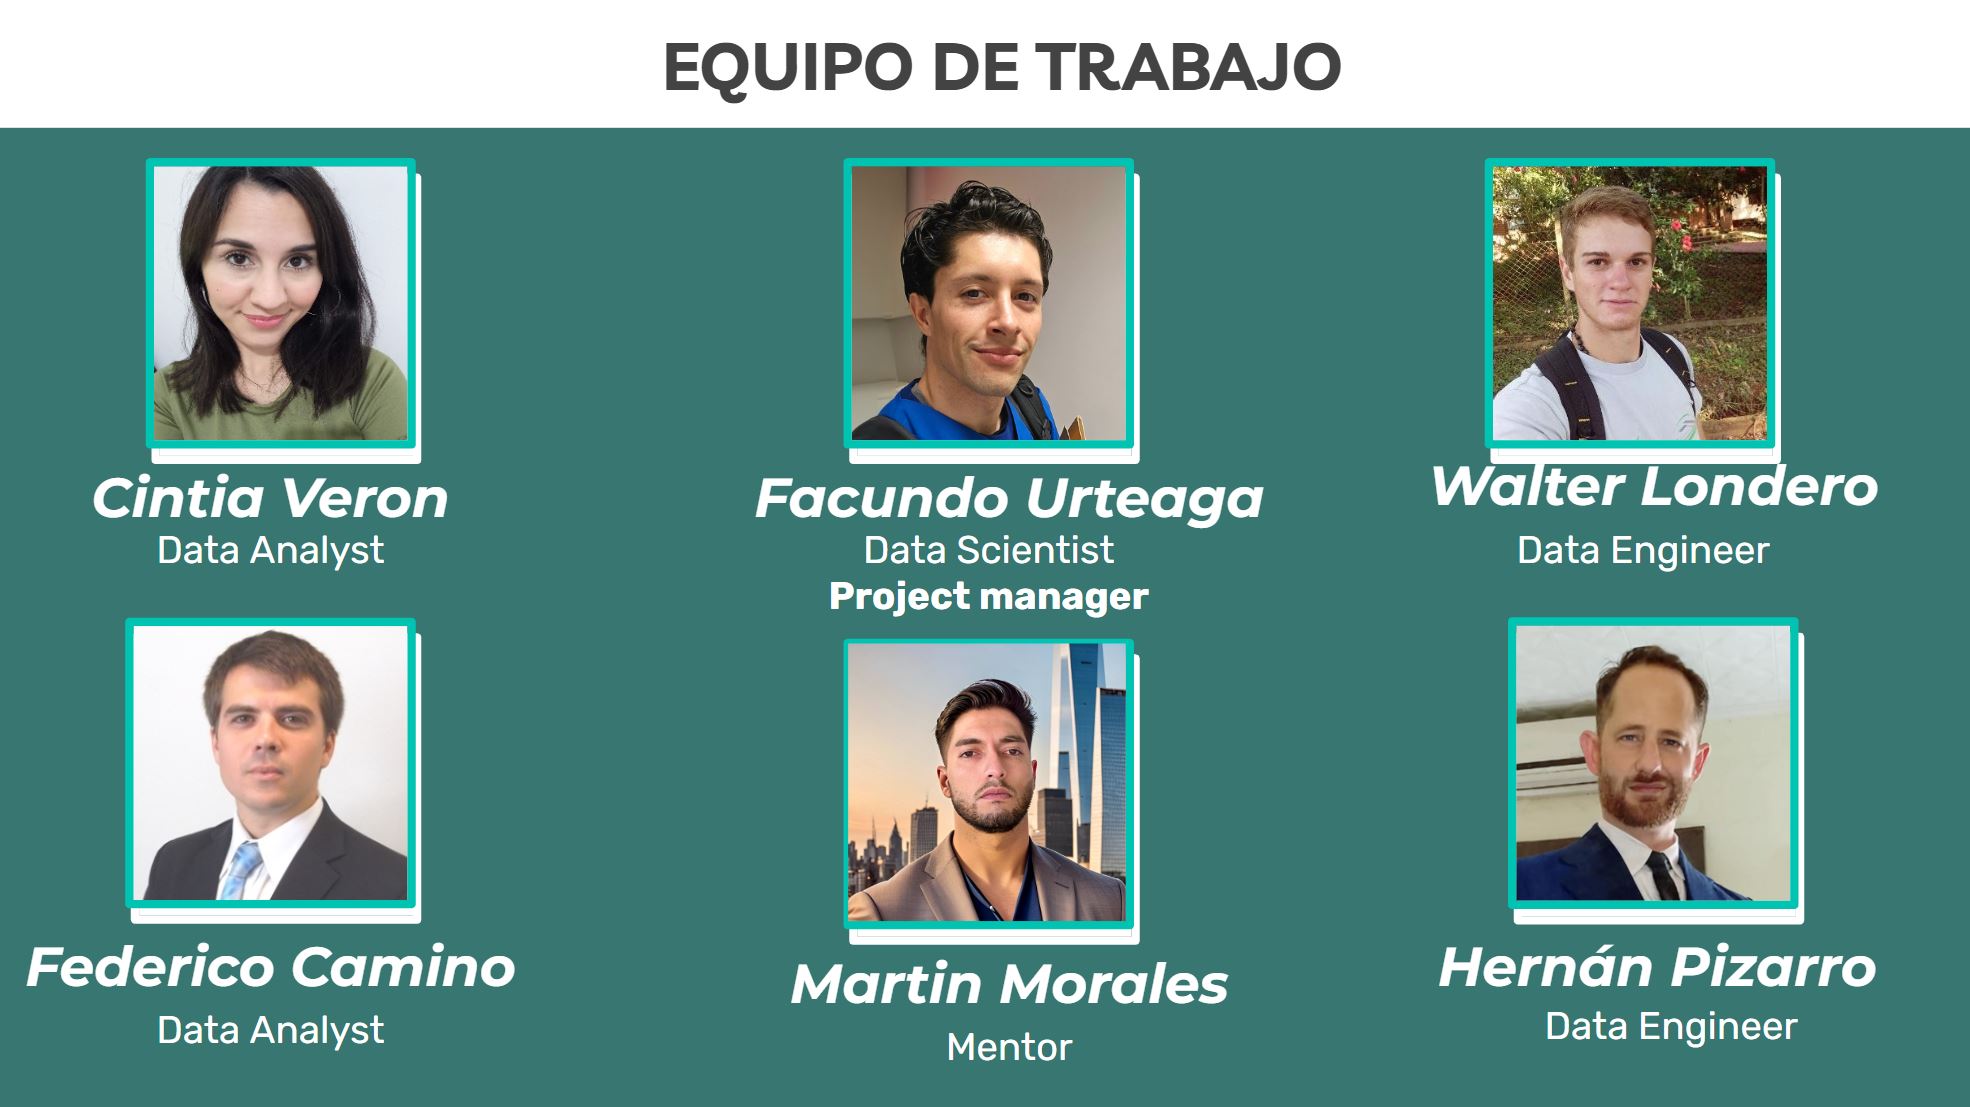 EQUIPO DE TRABAJO
Cintia Veron
Data Analyst
Facundo Urteaga
Data Scientist
Project manager
Walter Londero
Data Engineer
Federico Camino
Data Analyst
Martin Morales
Mentor
Hernán Pizarro
Data Engineer